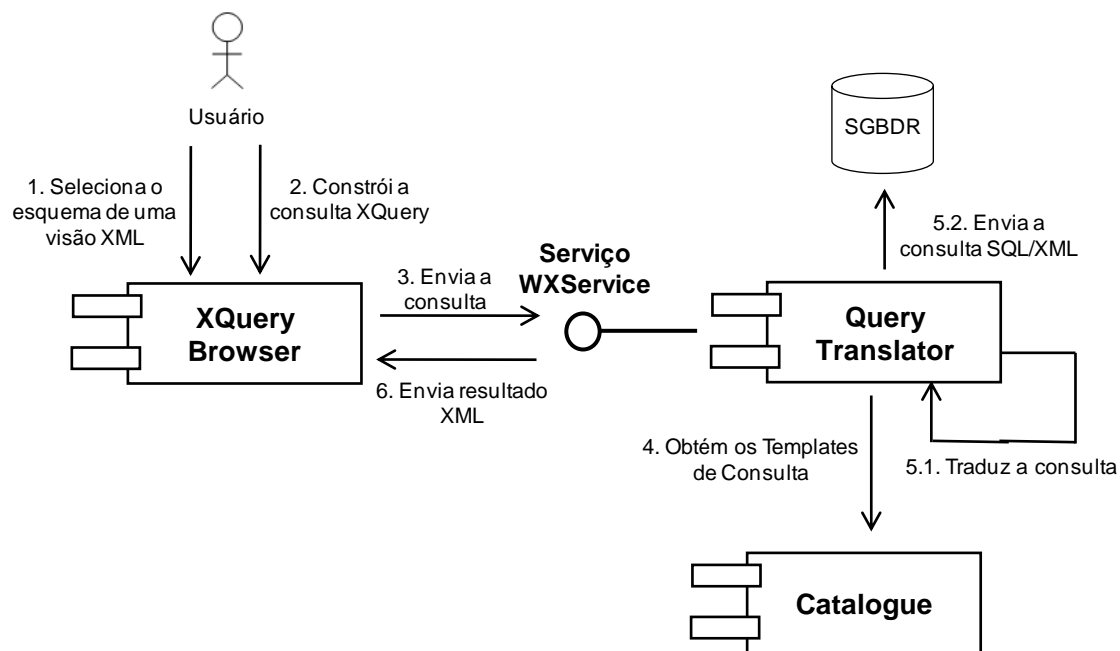 Usuário
SGBDR
1. Seleciona o
esquema de uma
visão XML
2. Constrói a
consulta XQuery
5.2. Envia a
consulta SQL/XML
Serviço
WXService
3. Envia a
consulta
XQuery
Browser
Query
Translator
6. Envia resultado
XML
4. Obtém os Templates
de Consulta
5.1. Traduz a consulta
Catalogue